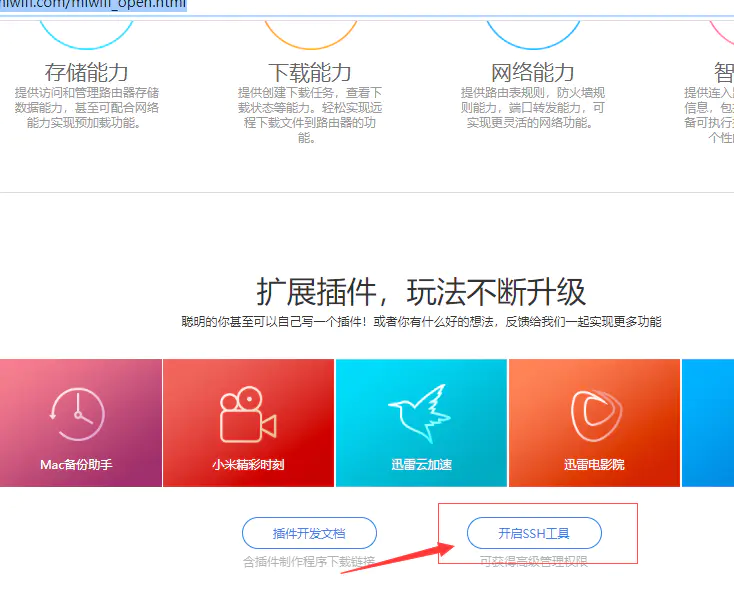 miwifi.com/miwifi_open.html
存储能力
提供访问和管理路由器存储
数据能力，甚至可配合网络
能力实现预加载功能。
下载能力
提供创建下载任务，查看下
载状态等能力。轻松实现远
程下载文件到路由器的功
能。
网络能力
提供路由表规则，防火墙规
则能力，端口转发能力，可
实现更灵活的网络功能。
智
提供连入
信息，包
备可执行
个性
扩展插件，玩法不断升级
聪明的你甚至可以自己写一个插件！或者你有什么好的想法，反馈给我们一起实现更多功能
Mac备份助手
小米精彩时刻
迅雷云加速
迅雷电影院
插件开发文档
含插件制作程序下载链接
开启SSH工具
可获得高级管理权限